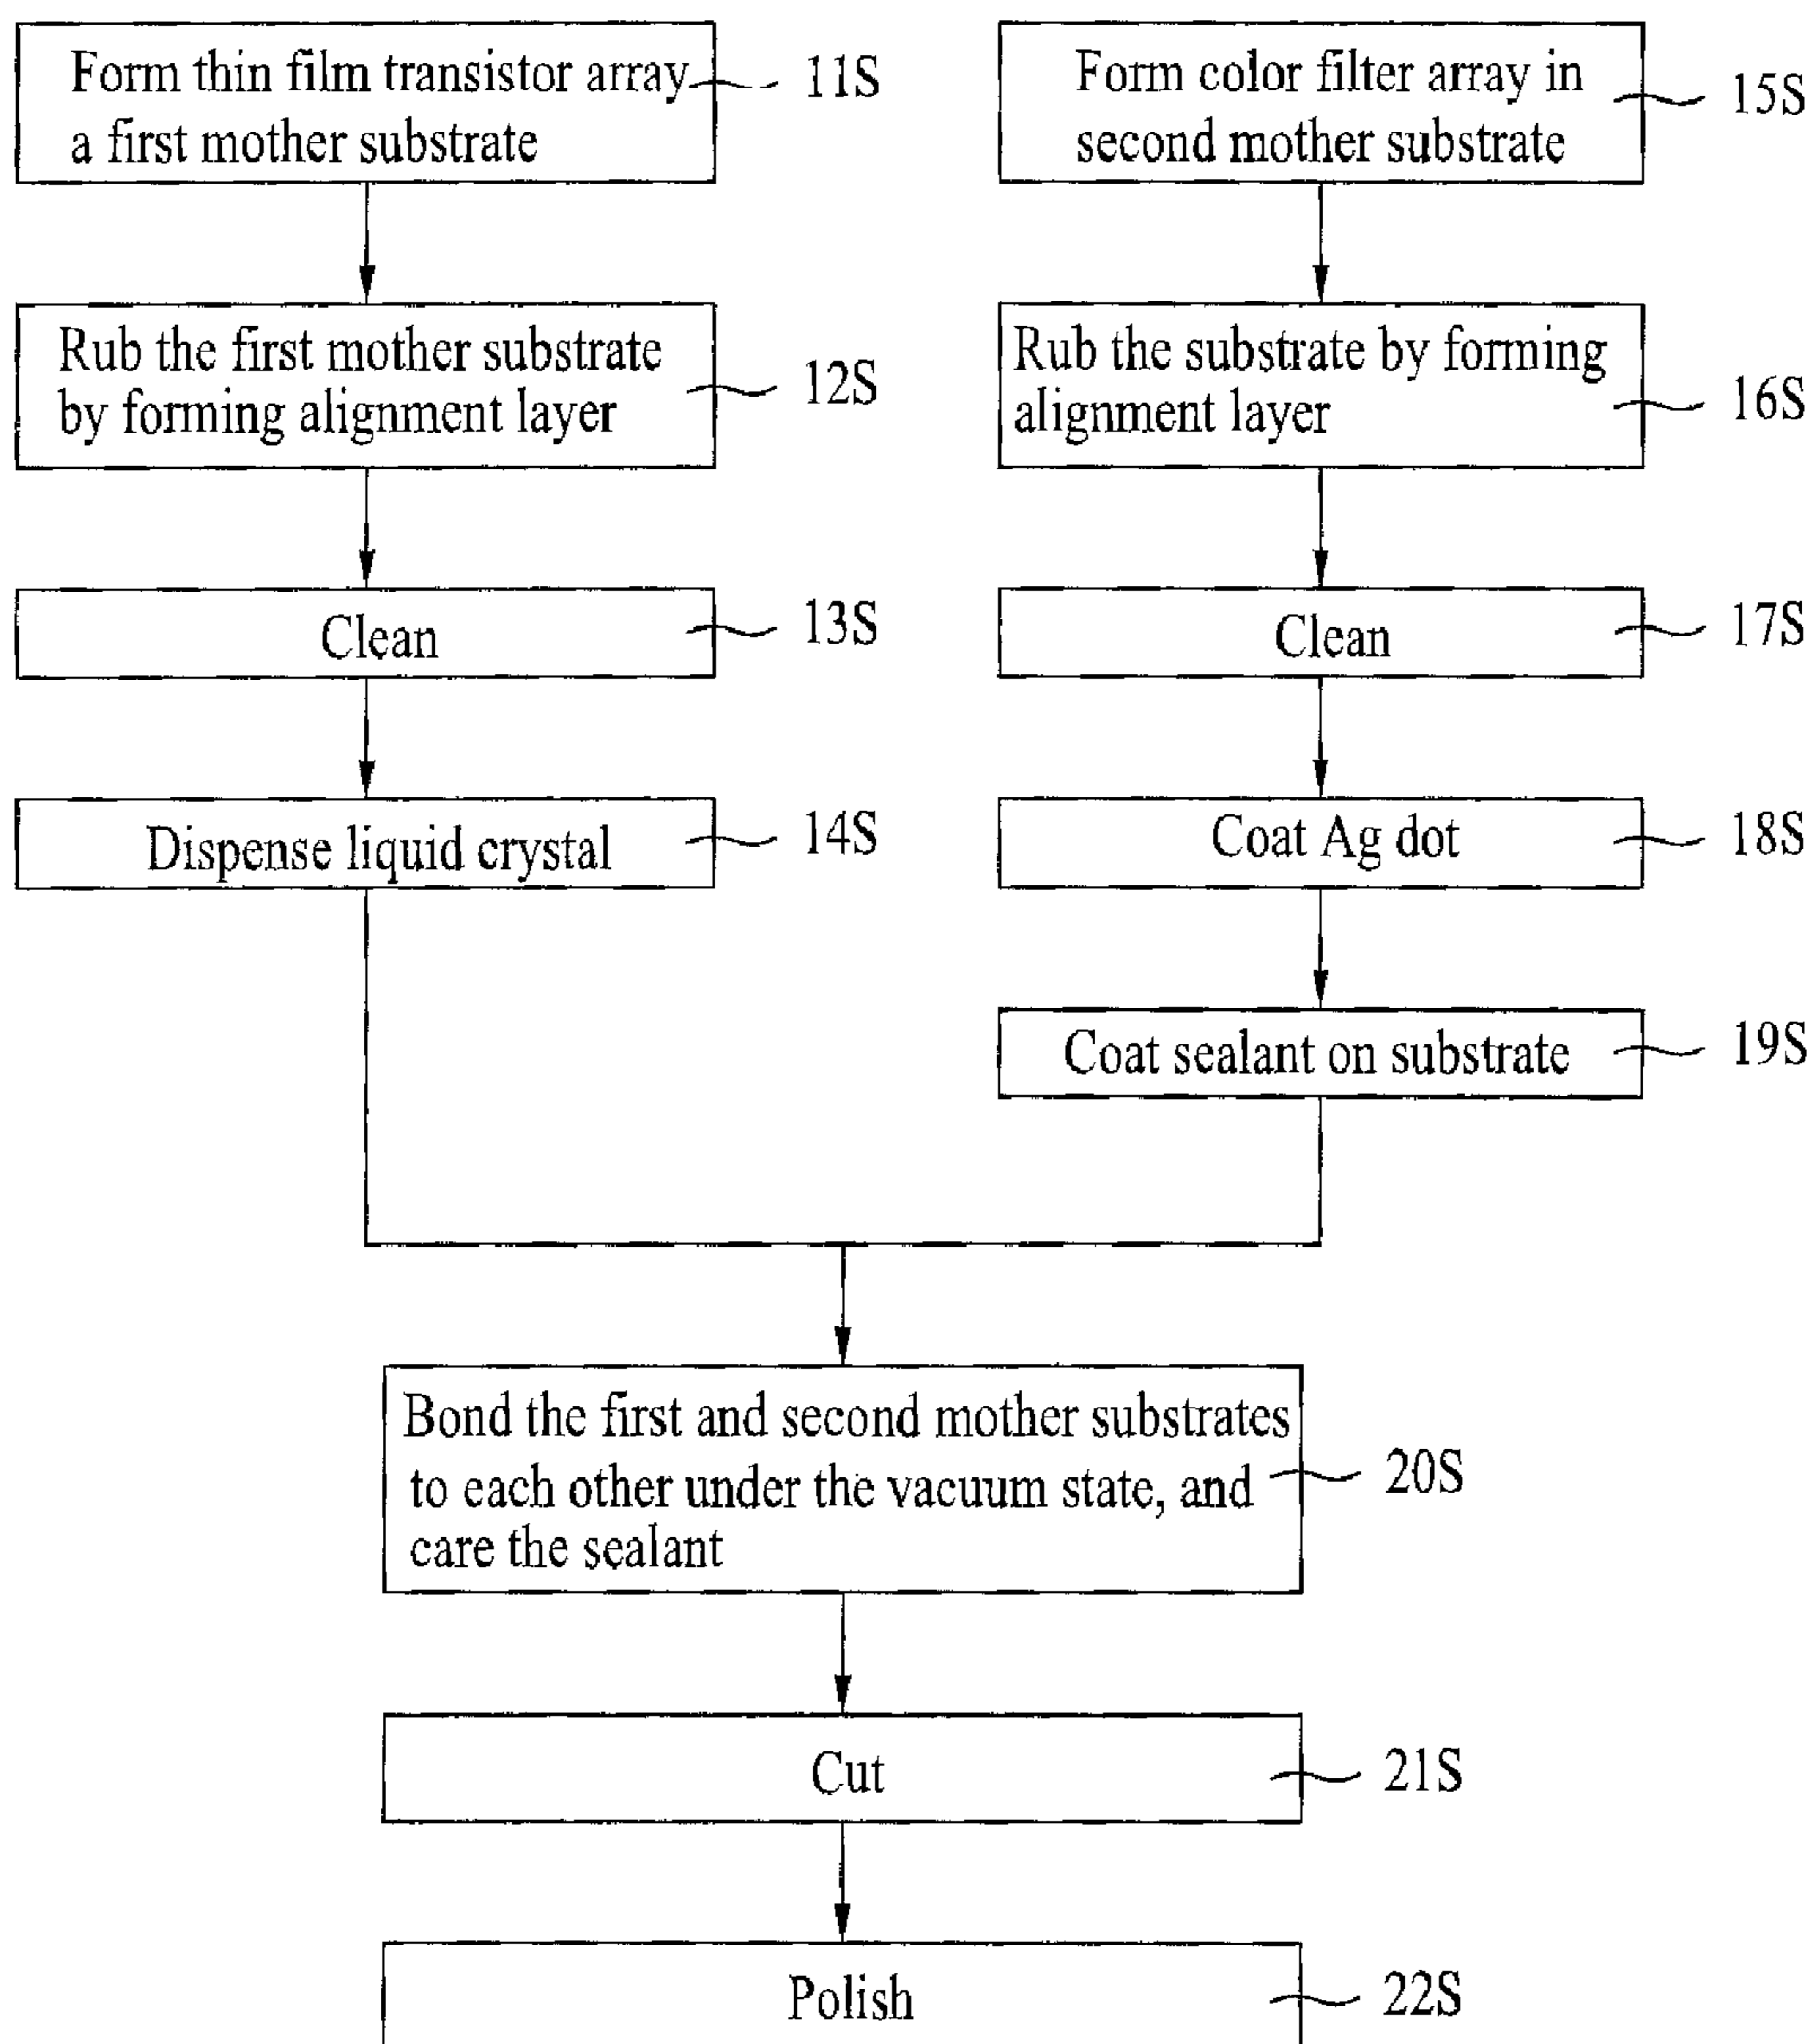 Form thin film transistor array
a first mother substrate
11S
Rub the first mother substrate
by forming alignment layer
12S
Clean
13S
Dispense liquid crystal
14S
Form color filter array in
second mother substrate
15S
Rub the substrate by forming
alignment layer
16S
Clean
17S
Coat Ag dot
18S
Coat sealant on substrate
19S
Bond the first and second mother substrates
to each other under the vacuum state, and
care the sealant
20S
Cut
21S
Polish
22S